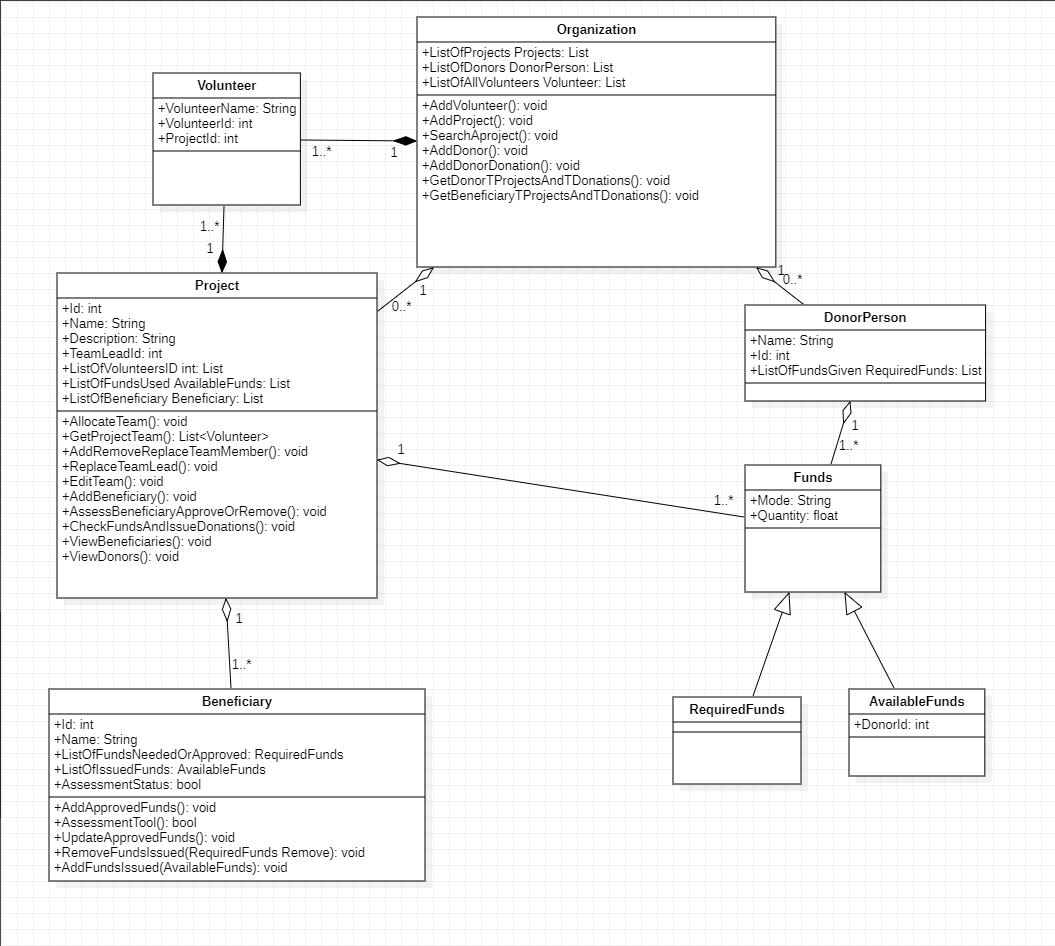 Organization
+ListOfProjects Projects: List
+ListOfDonors DonorPerson: List
+ListOfAllVolunteers Volunteer: List
+AddVolunteer(): void
+AddProject(): void
+SearchAproject(): void
+AddDonor(): void
+AddDonorDonation(): void
+GetDonorTProjectsAndTDonations(): void
+GetBeneficiaryTProjectsAndTDonations(): void
Volunteer
+VolunteerName: String
+VolunteerId: int
+ProjectId: int
1..*
1
1..*
1
1
0..*
1
0..*
Project
+Id: int
+Name: String
+Description: String
+TeamLeadId: int
+ListOfVolunteersID int: List
+ListOfFundsUsed AvailableFunds: List
+ListOfBeneficiary Beneficiary: List
+AllocateTeam(): void
+GetProjectTeam(): List<Volunteer>
+AddRemoveReplaceTeamMember(): void
+ReplaceTeamLead(): void
+EditTeam(): void
+AddBeneficiary(): void
+AssessBeneficiaryApproveOrRemove(): void
+CheckFundsAndIssueDonations(): void
+ViewBeneficiaries(): void
+ViewDonors(): void
DonorPerson
+Name: String
+Id: int
+ListOfFundsGiven RequiredFunds: List
1
1..*
1
1..*
Funds
+Mode: String
+Quantity: float
1
1..*
Beneficiary
+Id: int
+Name: String
+ListOfFundsNeededOrApproved: RequiredFunds
+ListOfIssuedFunds: AvailableFunds
+AssessmentStatus: bool
+AddApprovedFunds(): void
+AssessmentTool(): bool
+UpdateApprovedFunds(): void
+RemoveFundsIssued(RequiredFunds Remove): void
+AddFundsIssued(AvailableFunds): void
RequiredFunds
AvailableFunds
+DonorId: int